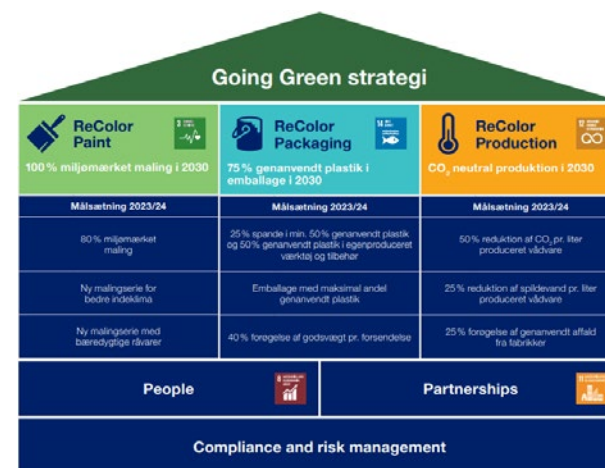 Going Green strategi
ReColor
Paint
3
100% miljømærket maling i 2030
ReColor
Packaging
14
75% genanvendt plastik i
emballage i 2030
ReColor
Production
12
CO₂ neutral produktion i 2030
Målsætning 2023/24
Målsætning 2023/24
Målsætning 2023/24
80% miljømærket
maling
25% spande i min. 50% genanvendt plastik
og 50% genanvendt plastik i egenproduceret
værktøj og tilbehør
50% reduktion af CO₂ pr. liter
produceret vådvare
Ny malingserie for
bedre indeklima
Emballage med maksimal andel
genanvendt plastik
25% reduktion af spildevand pr. liter
produceret vådvare
Ny malingserie med
bæredygtige råvarer
40% forøgelse af godsvægt pr. forsendelse
25% forøgelse af genanvendt affald
fra fabrikker
People
8
Partnerships
11
Compliance and risk management